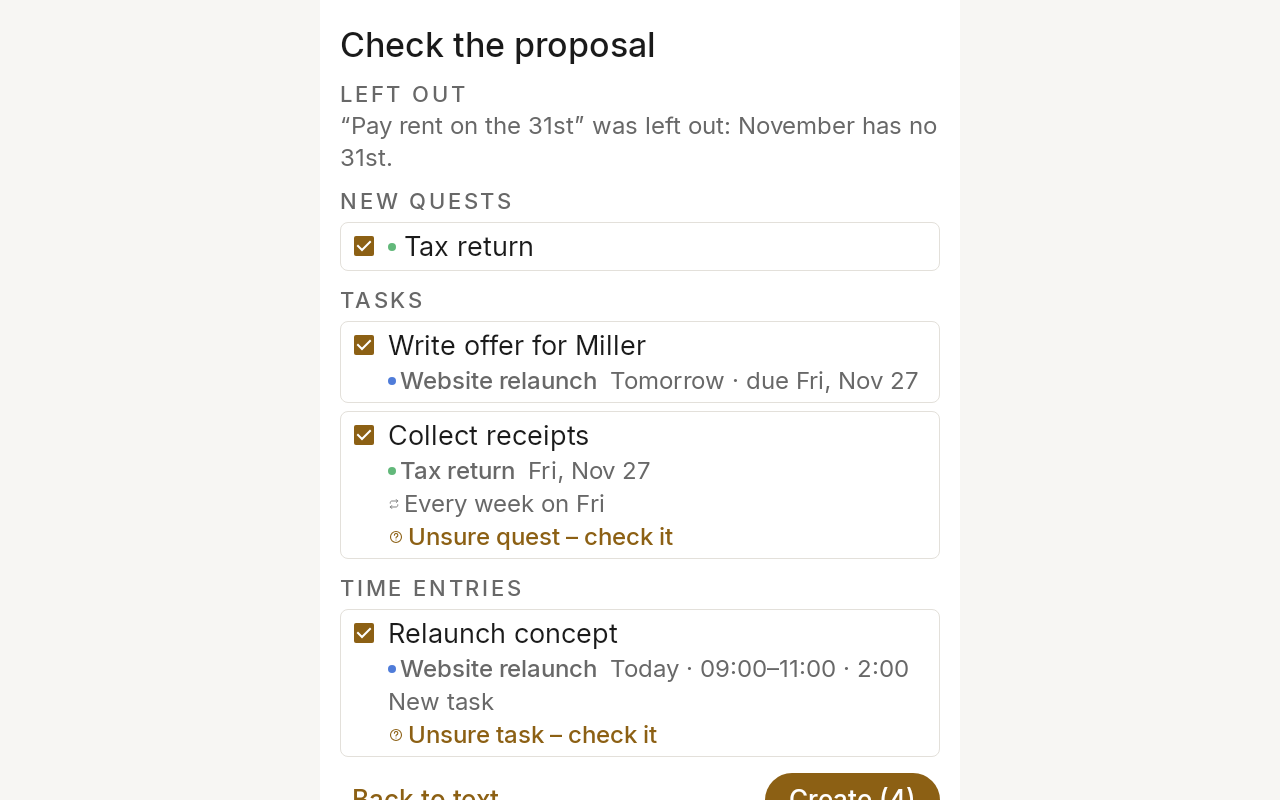 Check the proposal
LEFT OUT
“Pay rent on the 31st” was left out: November has no
31st.
NEW QUESTS
Tax return
TASKS
Write offer for Miller
Website relaunch Tomorrow · due Fri, Nov 27
Collect receipts
Tax return Fri, Nov 27
Every week on Fri
Unsure quest – check it
TIME ENTRIES
Relaunch concept
Website relaunch Today · 09:00–11:00 · 2:00
New task
Unsure task – check it
Back to text
Create (4)